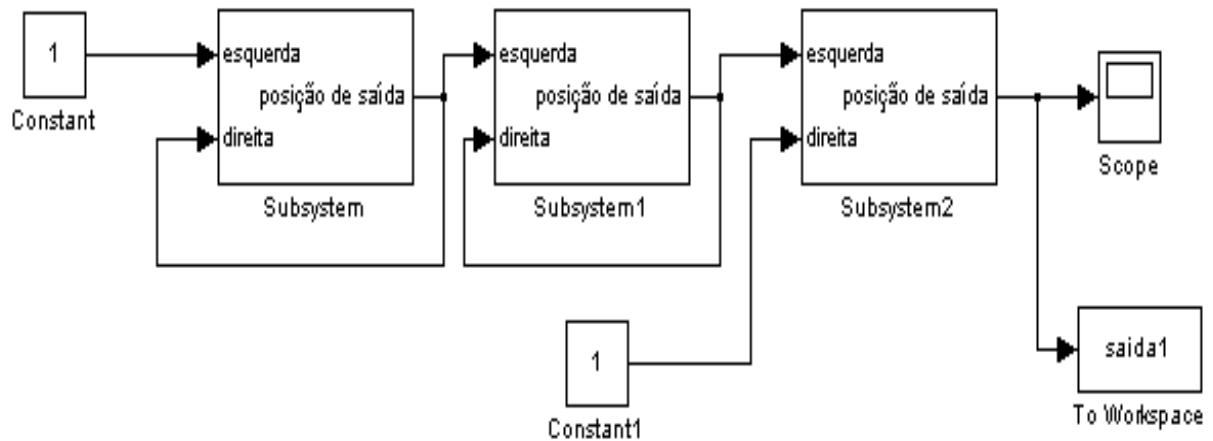 1
Constant
esquerda
posição de saída
direita
Subsystem
esquerda
posição de saída
direita
Subsystem1
esquerda
posição de saída
direita
Subsystem2
Scope
1
Constant1
saida1
To Workspace